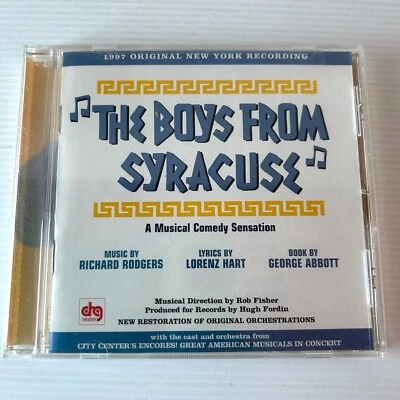 1997 ORIGINAL NEW YORK RECORDING
THE BOYS FROM
SYRACUSE
A Musical Comedy Sensation
MUSIC BY
RICHARD RODGERS
LYRICS BY
LORENZ HART
BOOK BY
GEORGE ABBOTT
Musical Direction by Rob Fisher
Produced for Records by Hugh Fordin
NEW RESTORATION OF ORIGINAL ORCHESTRATIONS
drg
THEATER
with the cast and orchestra from
CITY CENTER'S ENCORES! GREAT AMERICAN MUSICALS IN CONCERT